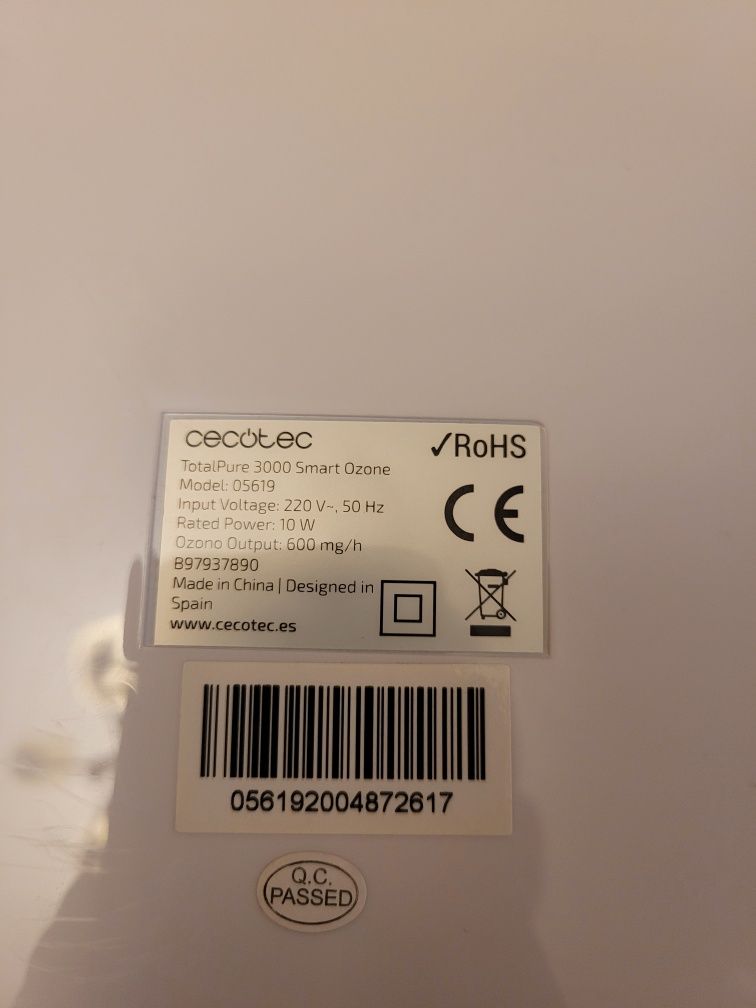 cecotec
✓RoHS
TotalPure 3000 Smart Ozone
Model: 05619
Input Voltage: 220 V~, 50 Hz
Rated Power: 10 W
Ozono Output: 600 mg/h
B97937890
Made in China | Designed in
Spain
www.cecotec.es
CE
056192004872617
Q.C.
PASSED